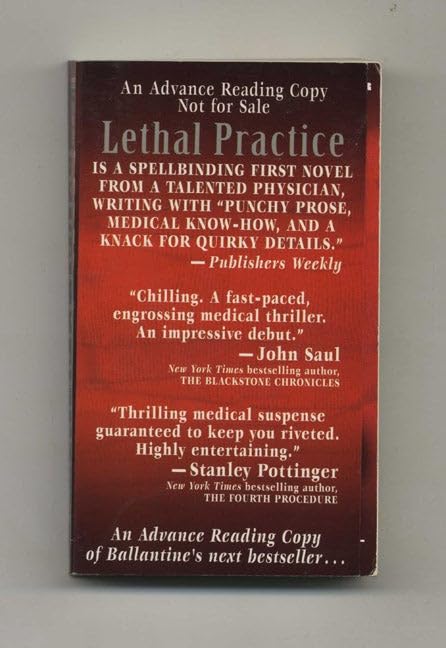 An Advance Reading Copy
Not for Sale
Lethal Practice
IS A SPELLBINDING FIRST NOVEL
FROM A TALENTED PHYSICIAN,
WRITING WITH "PUNCHY PROSE,
MEDICAL KNOW-HOW, AND A
KNACK FOR QUIRKY DETAILS."
—Publishers Weekly
"Chilling. A fast-paced,
engrossing medical thriller.
An impressive debut."
—John Saul
New York Times bestselling author,
THE BLACKSTONE CHRONICLES
"Thrilling medical suspense
guaranteed to keep you riveted.
Highly entertaining."
—Stanley Pottinger
New York Times bestselling author,
THE FOURTH PROCEDURE
An Advance Reading Copy
of Ballantine's next bestseller...